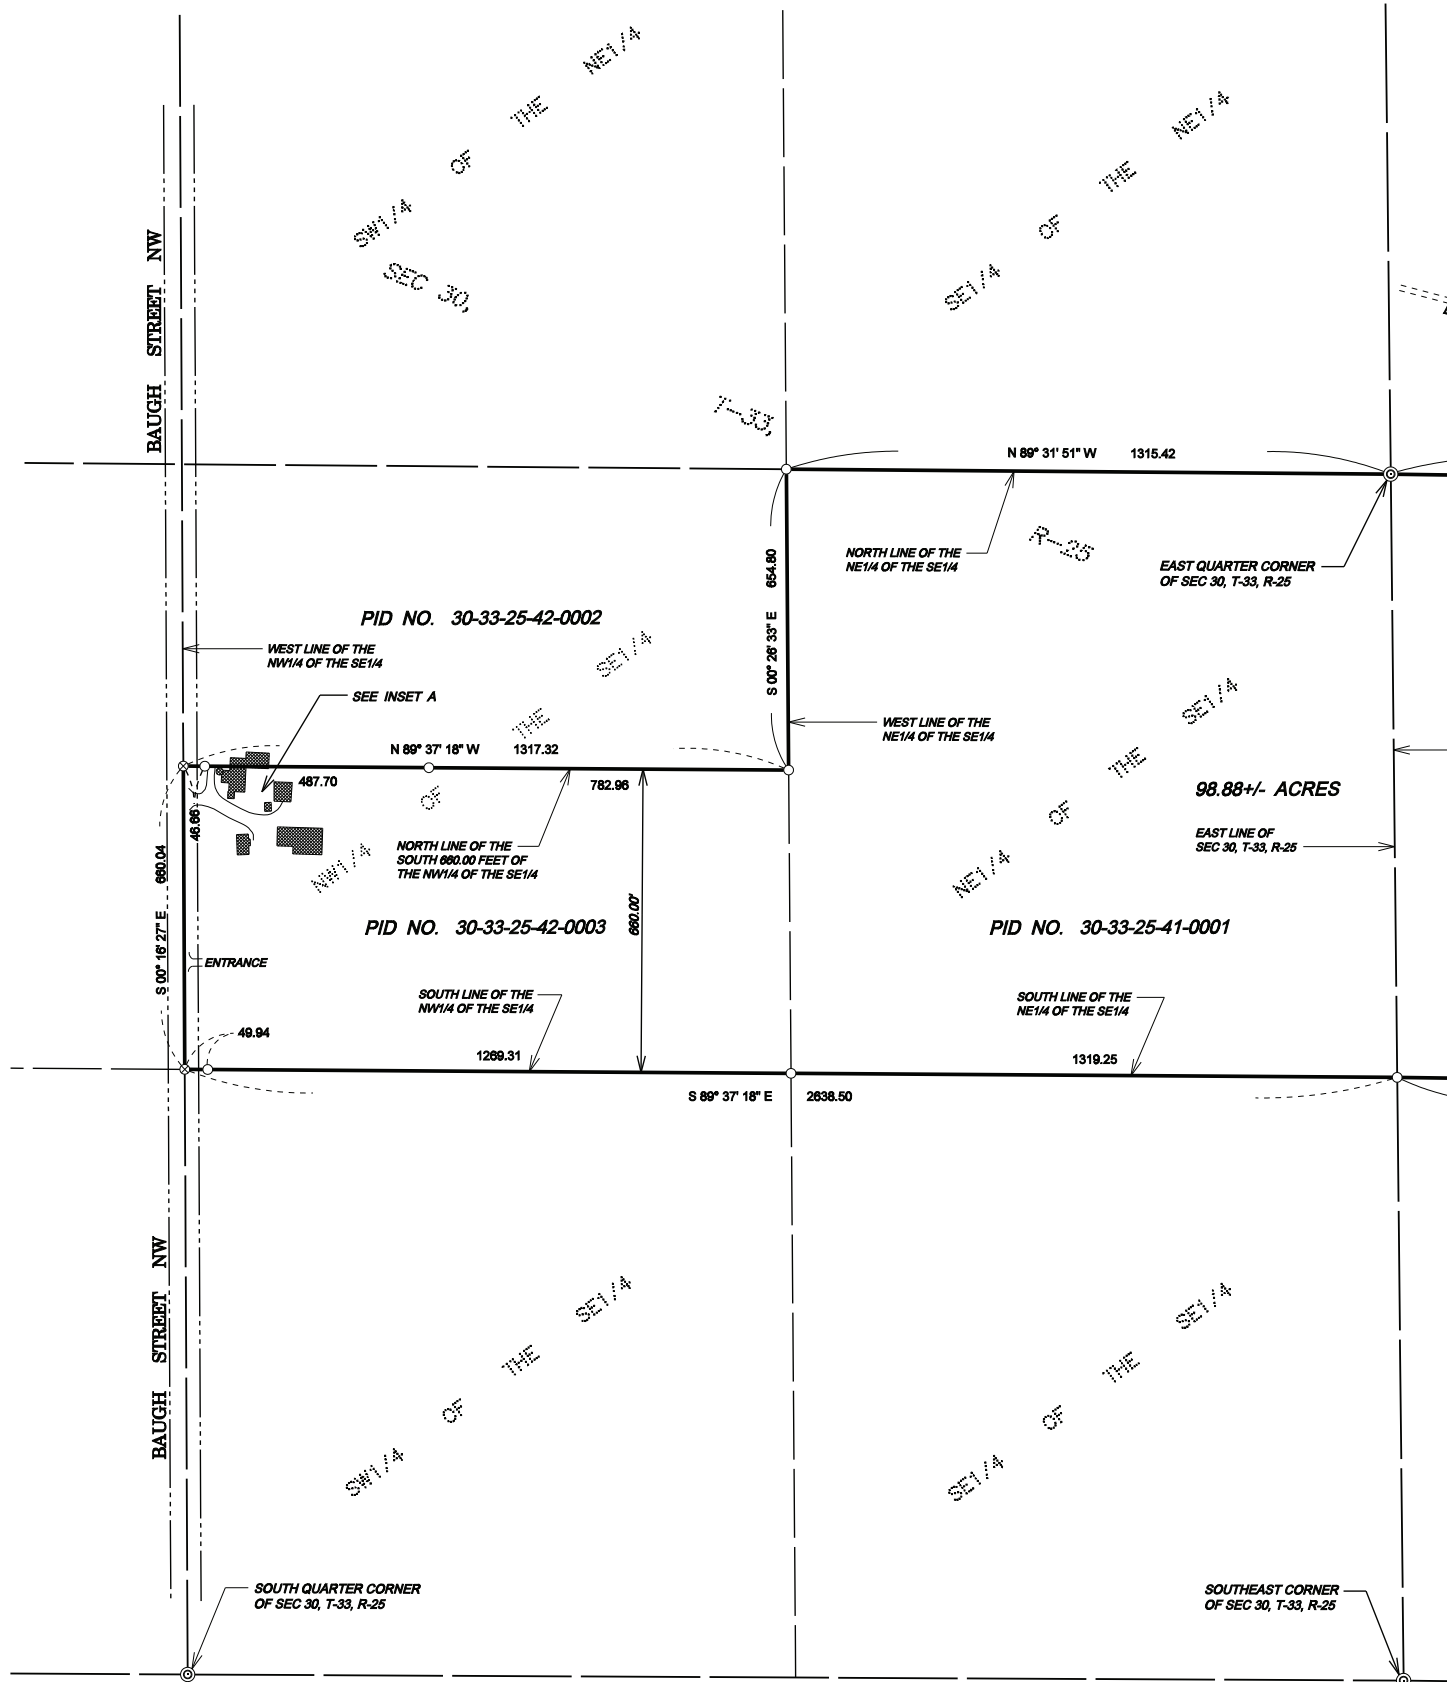 BAUGH STREET NW
SW1/4 OF THE NE1/4
SEC 30,
T-33,
SE1/4 OF THE NE1/4
N 89° 31' 51" W 1315.42
R-25
NORTH LINE OF THE
NE1/4 OF THE SE1/4
EAST QUARTER CORNER
OF SEC 30, T-33, R-25
654.80
S 00° 26' 33" E
PID NO. 30-33-25-42-0002
WEST LINE OF THE
NW1/4 OF THE SE1/4
SEE INSET A
NW1/4 OF THE SE1/4
WEST LINE OF THE
NE1/4 OF THE SE1/4
N 89° 37' 18" W 1317.32
487.70
782.96
46.66
NORTH LINE OF THE
SOUTH 660.00 FEET OF
THE NW1/4 OF THE SE1/4
660.00'
NE1/4 OF THE SE1/4
98.88+/- ACRES
EAST LINE OF
SEC 30, T-33, R-25
S 00° 16' 27" E 660.04
PID NO. 30-33-25-42-0003
PID NO. 30-33-25-41-0001
ENTRANCE
SOUTH LINE OF THE
NW1/4 OF THE SE1/4
SOUTH LINE OF THE
NE1/4 OF THE SE1/4
49.94
1269.31
1319.25
S 89° 37' 18" E 2638.50
BAUGH STREET NW
SW1/4 OF THE SE1/4
SE1/4 OF THE SE1/4
SOUTH QUARTER CORNER
OF SEC 30, T-33, R-25
SOUTHEAST CORNER
OF SEC 30, T-33, R-25